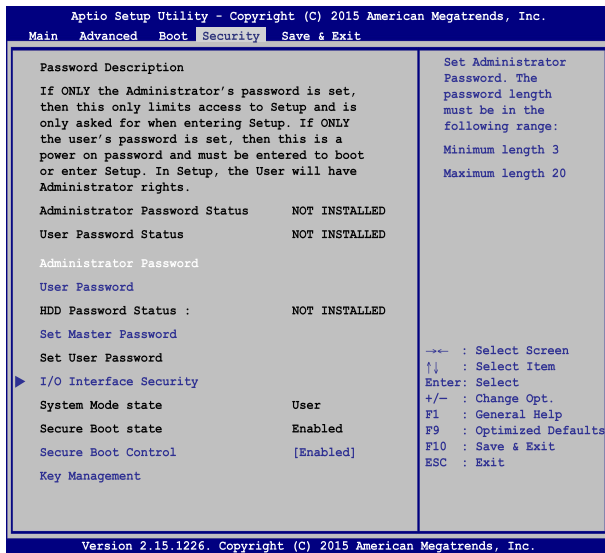 Aptio Setup Utility - Copyright (C) 2015 American Megatrends, Inc.
Main Advanced Boot Security Save & Exit
Password Description
If ONLY the Administrator's password is set,
then this only limits access to Setup and is
only asked for when entering Setup. If ONLY
the user's password is set, then this is a
power on password and must be entered to boot
or enter Setup. In Setup, the User will have
Administrator rights.
Administrator Password Status NOT INSTALLED
User Password Status NOT INSTALLED
Administrator Password
User Password
HDD Password Status : NOT INSTALLED
Set Master Password
Set User Password
I/O Interface Security
System Mode state User
Secure Boot state Enabled
Secure Boot Control [Enabled]
Key Management
Set Administrator
Password. The
password length
must be in the
following range:
Minimum length 3
Maximum length 20
→← : Select Screen
↑↓ : Select Item
Enter: Select
+/— : Change Opt.
F1 : General Help
F9 : Optimized Defaults
F10 : Save & Exit
ESC : Exit
Version 2.15.1226. Copyright (C) 2015 American Megatrends, Inc.